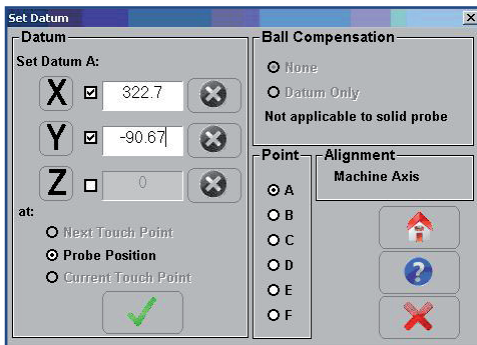 Set Datum
Datum
Set Datum A:
X 322.7
Y -90.67
Z 0
at:
Next Touch Point
Probe Position
Current Touch Point
Ball Compensation
None
Datum Only
Not applicable to solid probe
Point
A
B
C
D
E
F
Alignment
Machine Axis
?